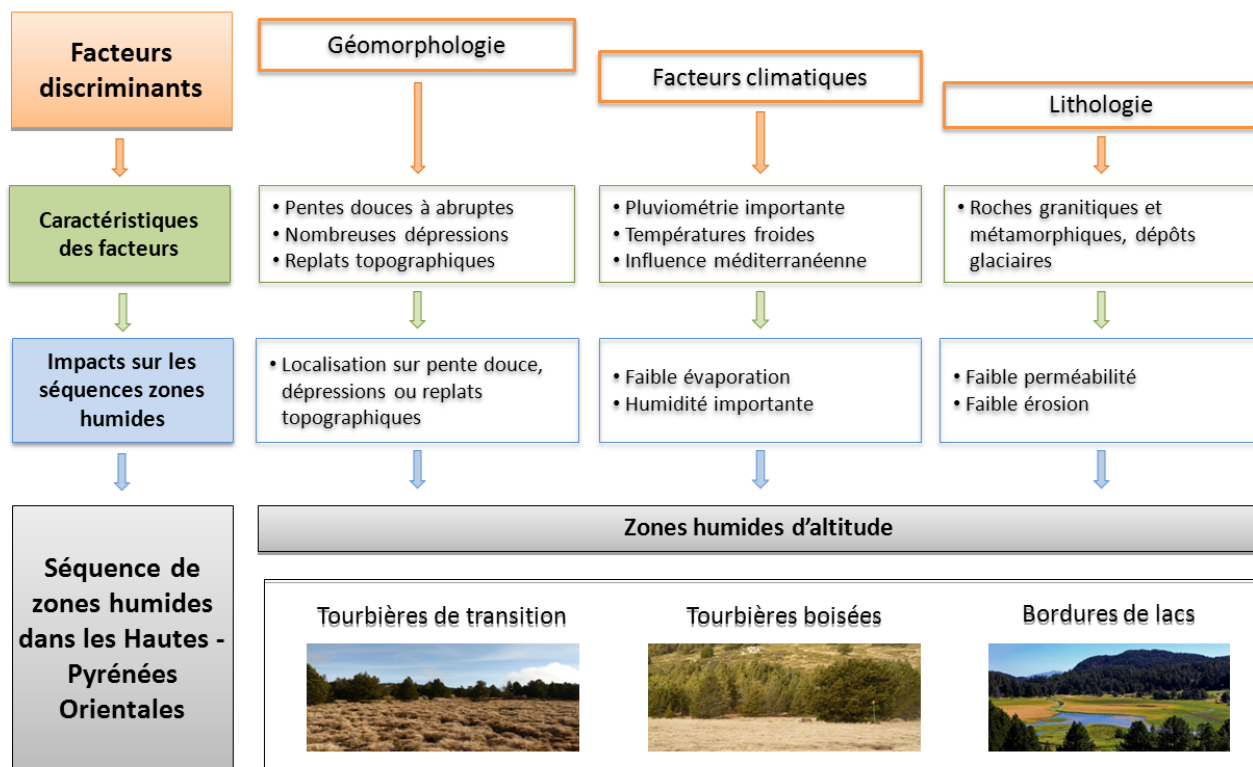 Facteurs
discriminants
Géomorphologie
Facteurs climatiques
Lithologie
Caractéristiques
des facteurs
• Pentes douces à abruptes
• Nombreuses dépressions
• Replats topographiques
• Pluviométrie importante
• Températures froides
• Influence méditerranéenne
• Roches granitiques et
métamorphiques, dépôts
glaciaires
Impacts sur les
séquences zones
humides
• Localisation sur pente douce,
dépressions ou replats
topographiques
• Faible évaporation
• Humidité importante
• Faible perméabilité
• Faible érosion
Séquence de
zones humides
dans les Hautes -
Pyrénées
Orientales
Zones humides d’altitude
Tourbières de transition
Tourbières boisées
Bordures de lacs